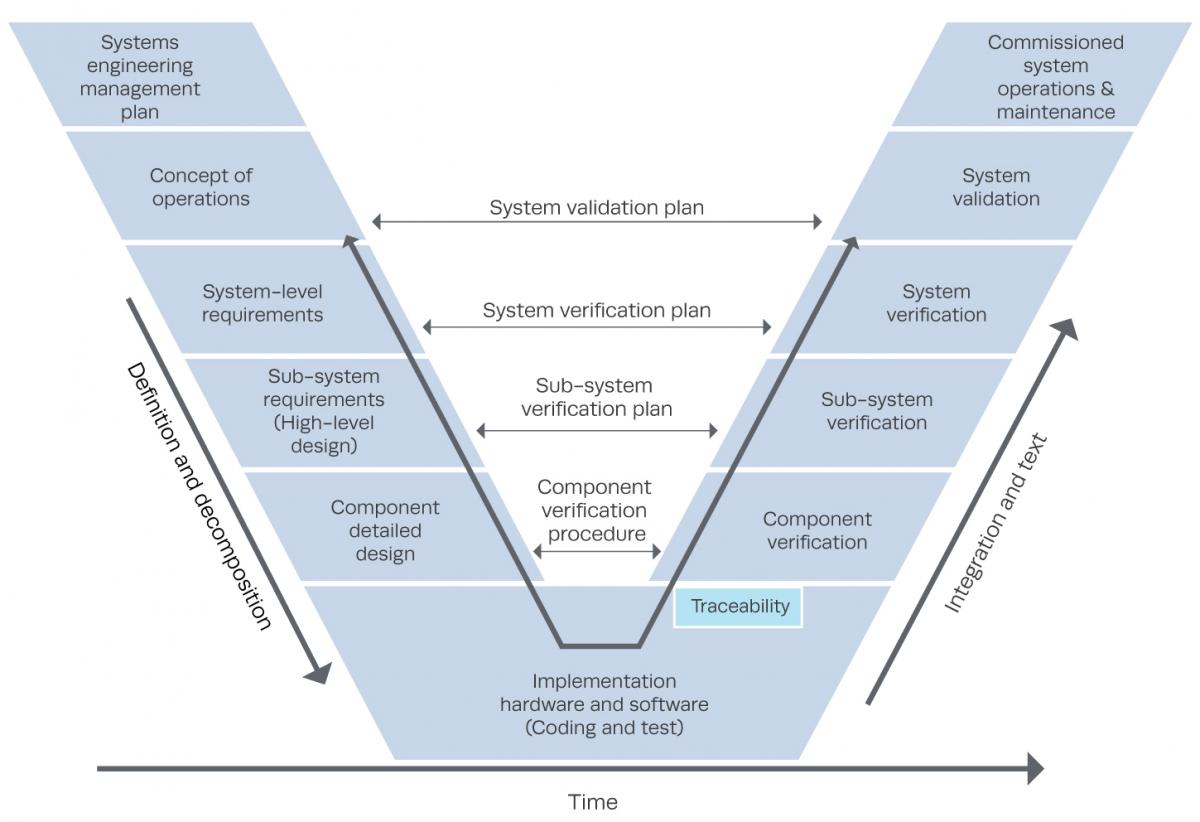 Systems
engineering
management
plan
Commissioned
system
operations &
maintenance
Concept of
operations
System validation plan
System
validation
System-level
requirements
System verification plan
System
verification
Sub-system
requirements
(High-level
design)
Sub-system
verification plan
Sub-system
verification
Component
detailed
design
Component
verification
procedure
Component
verification
Definition and decomposition
Integration and text
Traceability
Implementation
hardware and software
(Coding and test)
Time